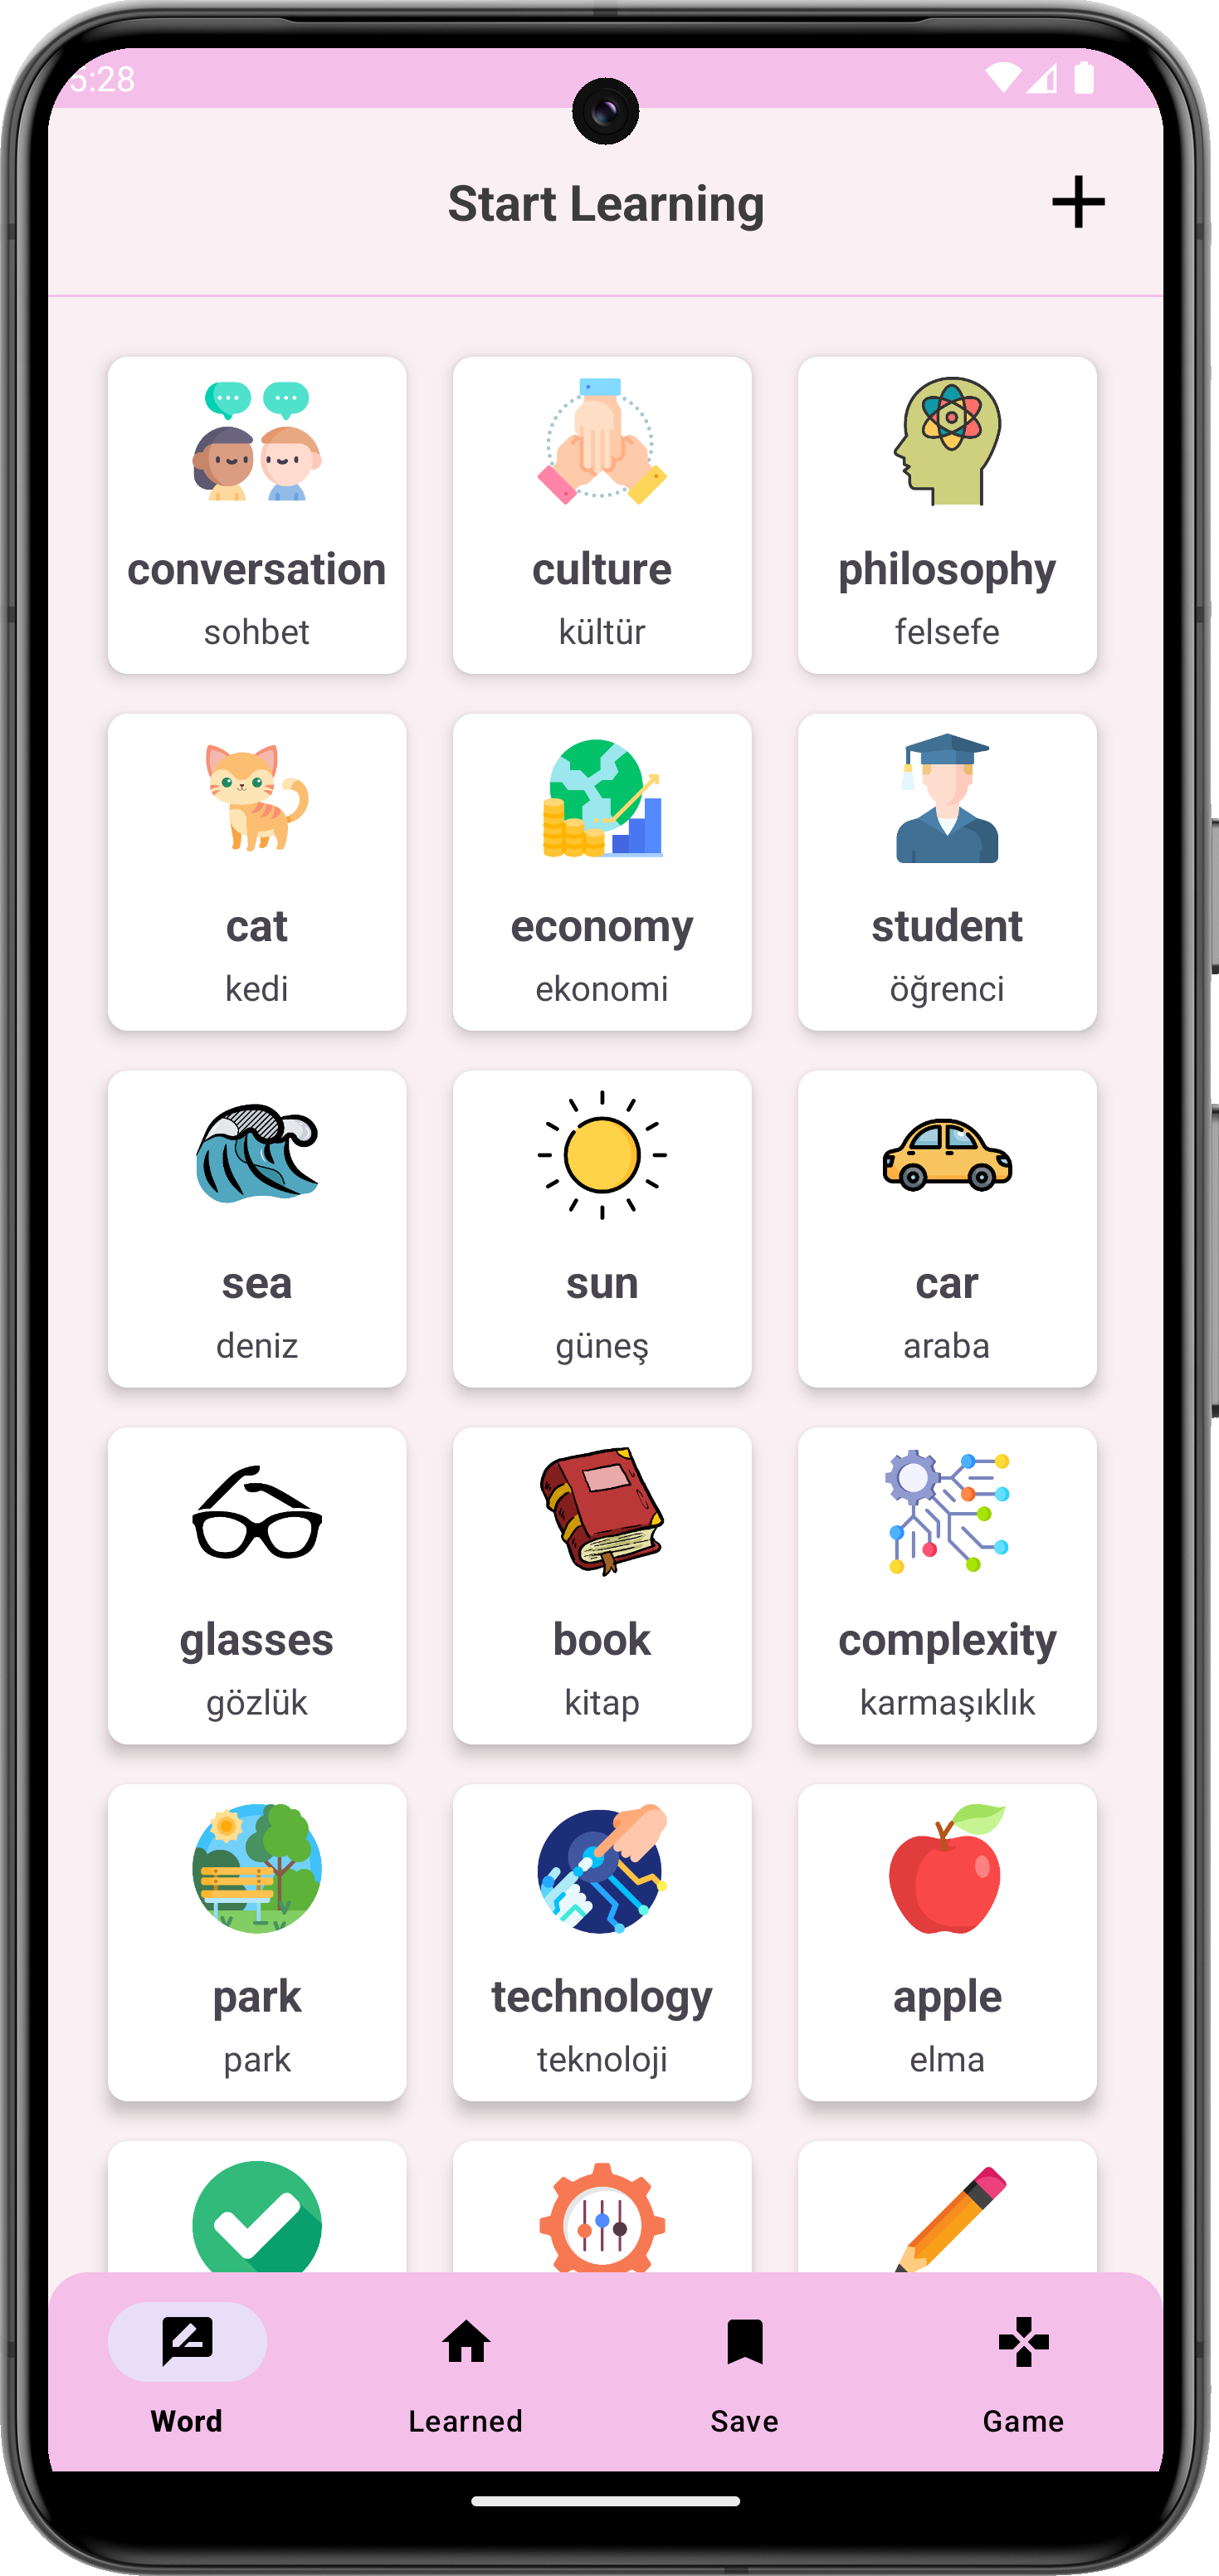 5:28
Start Learning
conversation
sohbet
culture
kültür
philosophy
felsefe
cat
kedi
economy
ekonomi
student
öğrenci
sea
deniz
sun
güneş
car
araba
glasses
gözlük
book
kitap
complexity
karmaşıklık
park
park
technology
teknoloji
apple
elma
Word
Learned
Save
Game